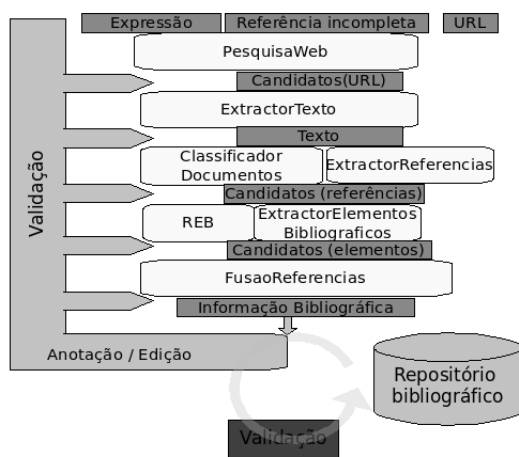 Expressão
Referência incompleta
URL
PesquisaWeb
Candidatos(URL)
ExtractorTexto
Texto
Classificador
Documentos
ExtractorReferencias
Candidatos (referências)
REB
ExtractorElementos
Bibliograficos
Candidatos (elementos)
FusaoReferencias
Informação Bibliográfica
Validação
Anotação / Edição
Repositório
bibliográfico
Validação